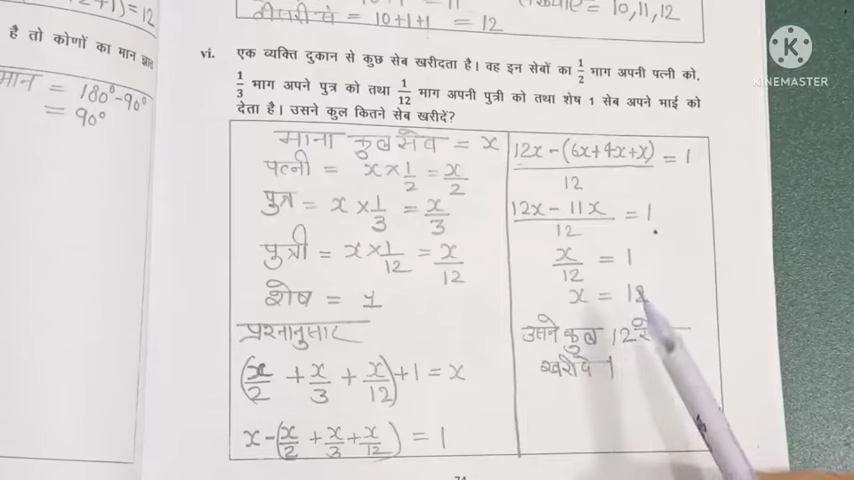 +1) = 12
है तो कोणों का मान ज्ञात
मान = 180°-90°
= 90°
= 10+1+1 = 12
= 10,11,12
K
KINEMASTER
vi. एक व्यक्ति दुकान से कुछ सेब खरीदता है। वह इन सेबों का 1/2 भाग अपनी पत्नी को,
1/3 भाग अपने पुत्र को तथा 1/12 भाग अपनी पुत्री को तथा शेष 1 सेब अपने भाई को
देता है। उसने कुल कितने सेब खरीदें?
माना कुल सेव = x
पत्नी = x×1/2 = x/2
पुत्र = x×1/3 = x/3
पुत्री = x×1/12 = x/12
शेष = 1
प्रश्नानुसार
(x/2 + x/3 + x/12)+1 = x
x-(x/2 + x/3 + x/12) = 1
12x-(6x+4x+x)/12 = 1
12x-11x/12 = 1
x/12 = 1
x = 12
उसने कुल 12
खरीदे।